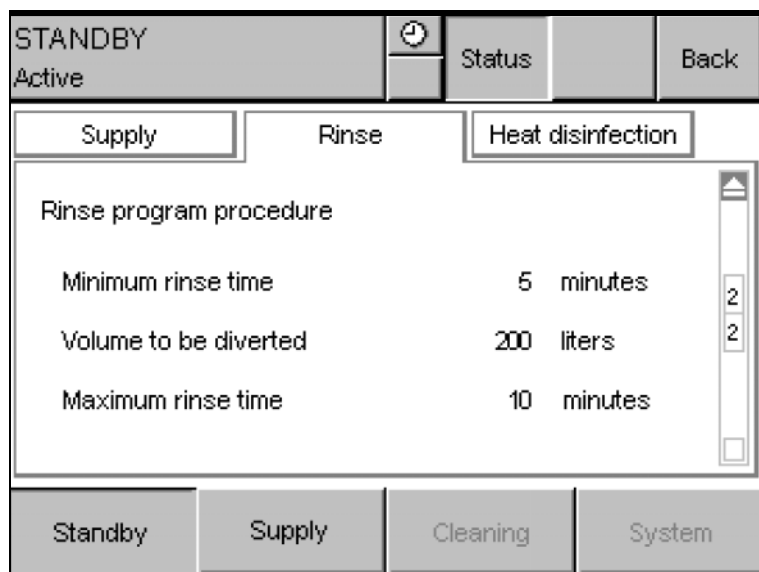 STANDBY
Active
Status
Back
Supply
Rinse
Heat disinfection
Rinse program procedure
Minimum rinse time 5 minutes
2
Volume to be diverted 200 liters
2
Maximum rinse time 10 minutes
Standby
Supply
Cleaning
System